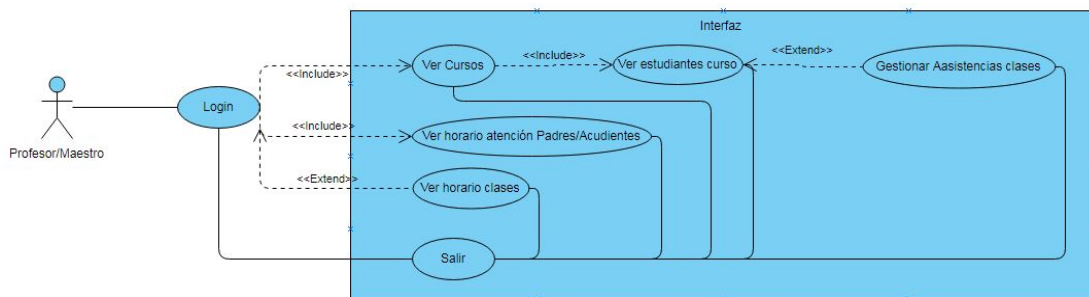 Interfaz
<<Include>>
Ver Cursos
<<Include>>
Ver estudiantes curso
<<Extend>>
Gestionar Aasistencias clases
Login
Profesor/Maestro
<<Include>>
Ver horario atención Padres/Acudientes
<<Extend>>
Ver horario clases
Salir